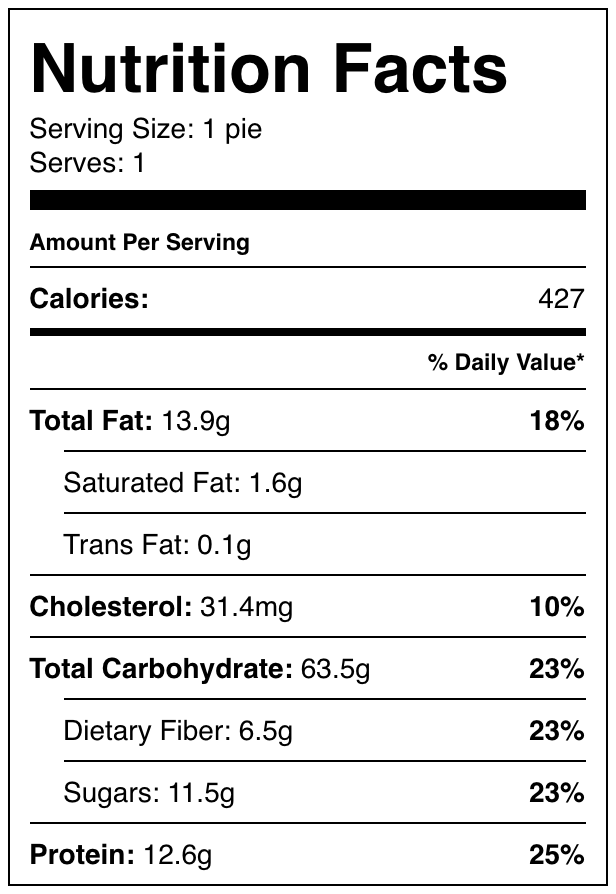 Nutrition Facts
Serving Size: 1 pie
Serves: 1
Amount Per Serving
Calories: 427
% Daily Value*
Total Fat: 13.9g 18%
Saturated Fat: 1.6g
Trans Fat: 0.1g
Cholesterol: 31.4mg 10%
Total Carbohydrate: 63.5g 23%
Dietary Fiber: 6.5g 23%
Sugars: 11.5g 23%
Protein: 12.6g 25%